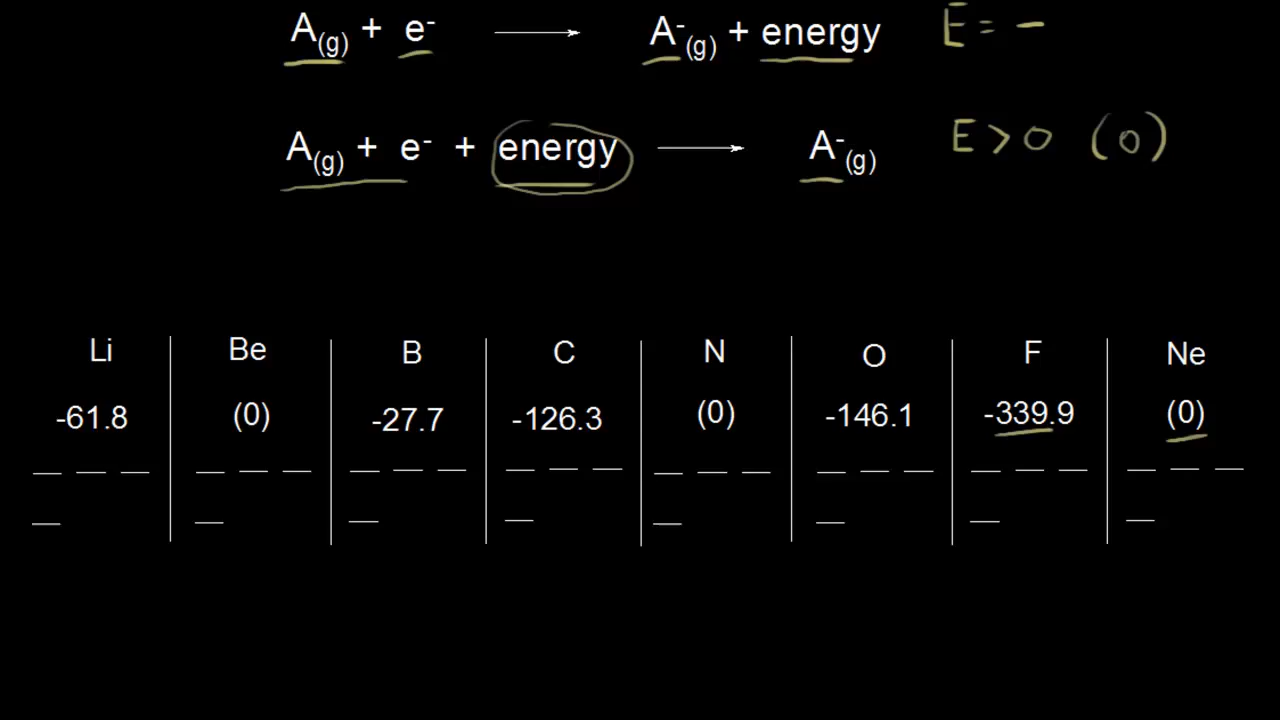 A(g) + e- → A-(g) + energy E = -
A(g) + e- + energy → A-(g) E > 0 (0)
Li Be B C N O F Ne
-61.8 (0) -27.7 -126.3 (0) -146.1 -339.9 (0)